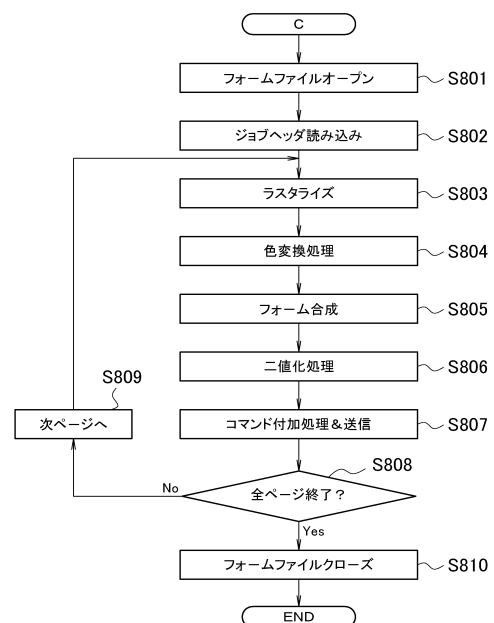 C
フォームファイルオープン
S801
ジョブヘッダ読み込み
S802
ラスタライズ
S803
色変換処理
S804
フォーム合成
S805
二値化処理
S806
S809
次ページへ
コマンド付加処理&送信
S807
S808
全ページ終了?
No
Yes
フォームファイルクローズ
S810
END